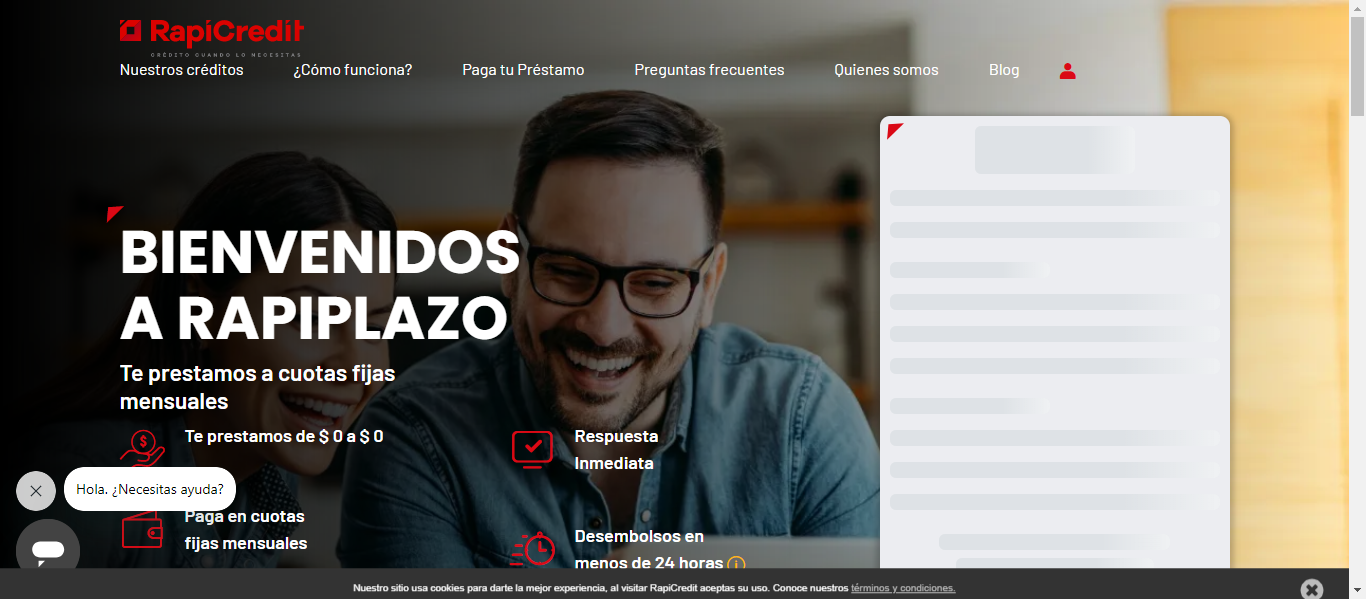 RapiCredit
CRÉDITO CUANDO LO NECESITAS
Nuestros créditos
¿Cómo funciona?
Paga tu Préstamo
Preguntas frecuentes
Quienes somos
Blog
BIENVENIDOS
A RAPIPLAZO
Te prestamos a cuotas fijas
mensuales
Te prestamos de $ 0 a $ 0
Respuesta
Inmediata
Hola. ¿Necesitas ayuda?
Paga en cuotas
fijas mensuales
Desembolsos en
menos de 24 horas
Nuestro sitio usa cookies para darte la mejor experiencia, al visitar RapiCredit aceptas su uso. Conoce nuestros términos y condiciones.